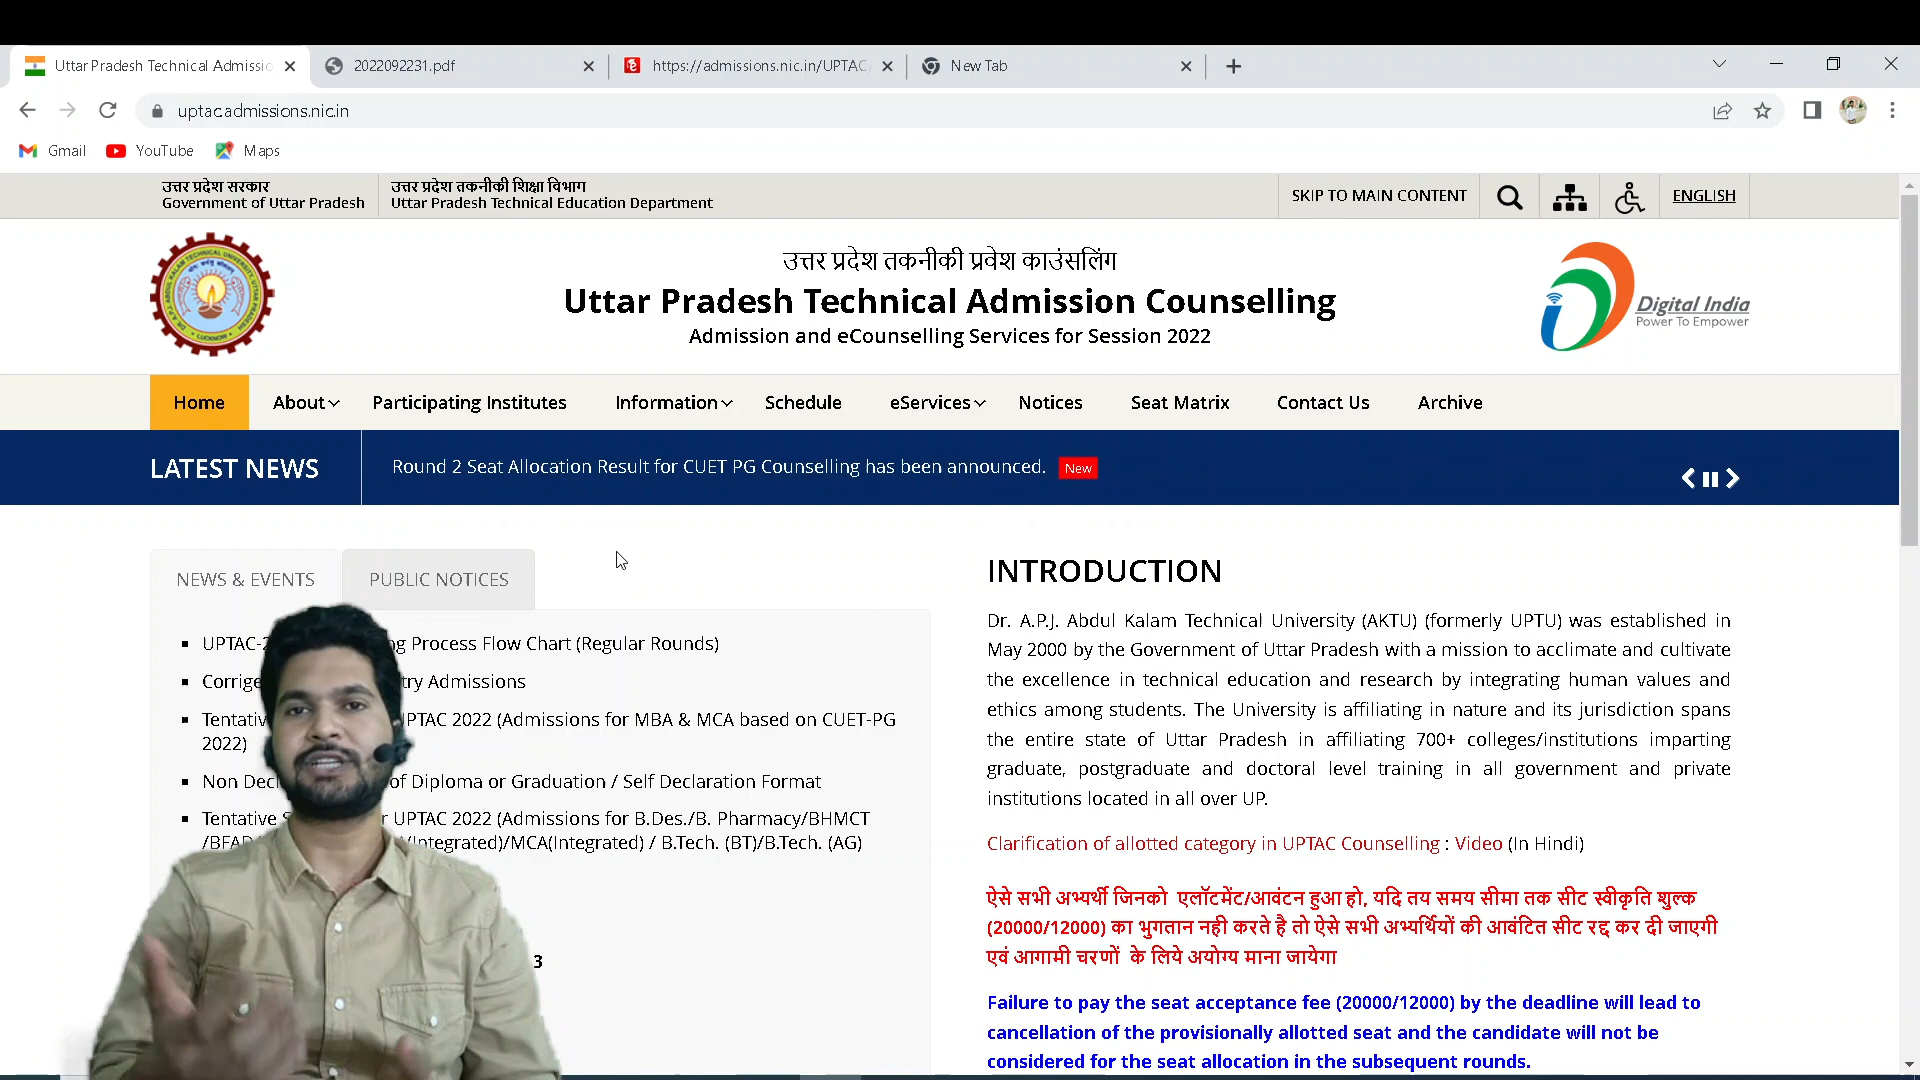 Uttar Pradesh Technical Admissio
2022092231.pdf
https://admissions.nic.in/UPTAC
New Tab
uptac.admissions.nic.in
Gmail
YouTube
Maps
उत्तर प्रदेश सरकार
Government of Uttar Pradesh
उत्तर प्रदेश तकनीकी शिक्षा विभाग
Uttar Pradesh Technical Education Department
SKIP TO MAIN CONTENT
ENGLISH
उत्तर प्रदेश तकनीकी प्रवेश काउंसलिंग
Uttar Pradesh Technical Admission Counselling
Admission and eCounselling Services for Session 2022
Digital India
Power To Empower
Home
About
Participating Institutes
Information
Schedule
eServices
Notices
Seat Matrix
Contact Us
Archive
LATEST NEWS
Round 2 Seat Allocation Result for CUET PG Counselling has been announced.
New
NEWS & EVENTS
PUBLIC NOTICES
UPTAC-2 ng Process Flow Chart (Regular Rounds)
Corrige try Admissions
Tentativ UPTAC 2022 (Admissions for MBA & MCA based on CUET-PG
2022)
Non Decl of Diploma or Graduation / Self Declaration Format
Tentative S r UPTAC 2022 (Admissions for B.Des./B. Pharmacy/BHMCT
/BFAD (Integrated)/MCA(Integrated) / B.Tech. (BT)/B.Tech. (AG)
3
INTRODUCTION
Dr. A.P.J. Abdul Kalam Technical University (AKTU) (formerly UPTU) was established in
May 2000 by the Government of Uttar Pradesh with a mission to acclimate and cultivate
the excellence in technical education and research by integrating human values and
ethics among students. The University is affiliating in nature and its jurisdiction spans
the entire state of Uttar Pradesh in affiliating 700+ colleges/institutions imparting
graduate, postgraduate and doctoral level training in all government and private
institutions located in all over UP.
Clarification of allotted category in UPTAC Counselling : Video (In Hindi)
ऐसे सभी अभ्यर्थी जिनको एलॉटमेंट/आवंटन हुआ हो, यदि तय समय सीमा तक सीट स्वीकृति शुल्क
(20000/12000) का भुगतान नही करते है तो ऐसे सभी अभ्यर्थियों की आवंटित सीट रद्द कर दी जाएगी
एवं आगामी चरणों के लिये अयोग्य माना जायेगा
Failure to pay the seat acceptance fee (20000/12000) by the deadline will lead to
cancellation of the provisionally allotted seat and the candidate will not be
considered for the seat allocation in the subsequent rounds.